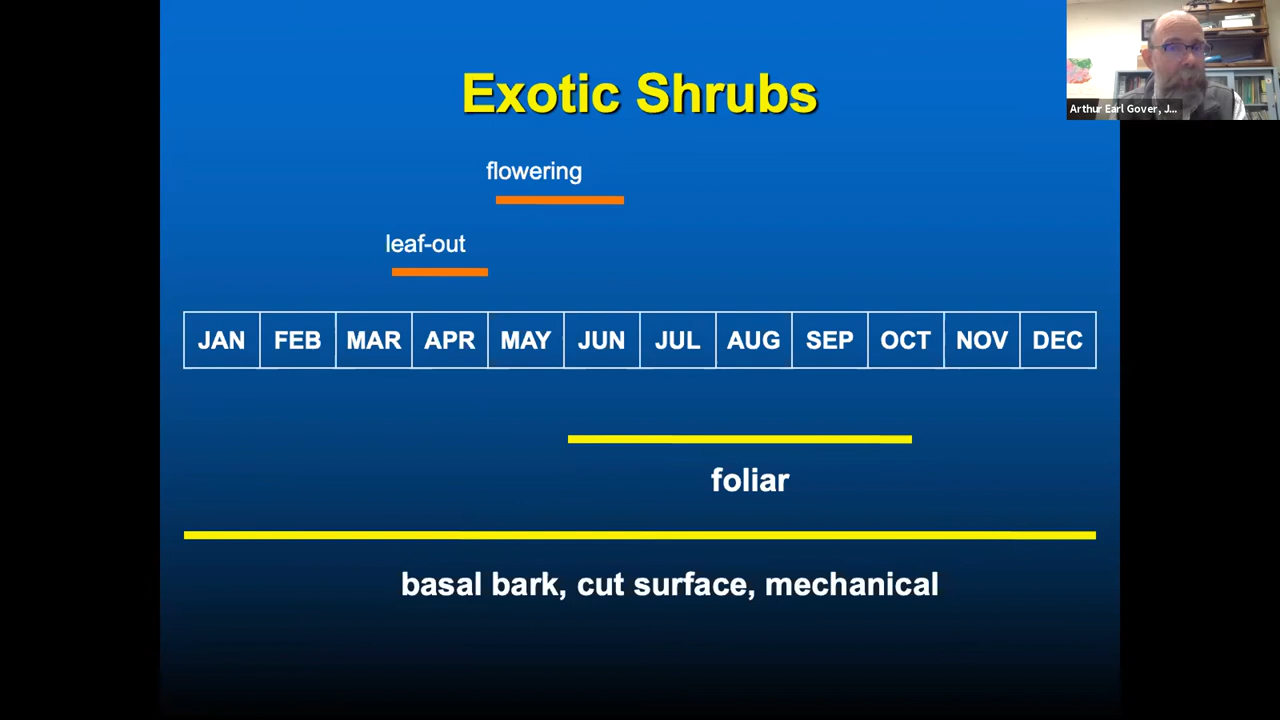 Exotic Shrubs
Arthur Earl Gover, J...
flowering
leaf-out
JAN FEB MAR APR MAY JUN JUL AUG SEP OCT NOV DEC
foliar
basal bark, cut surface, mechanical